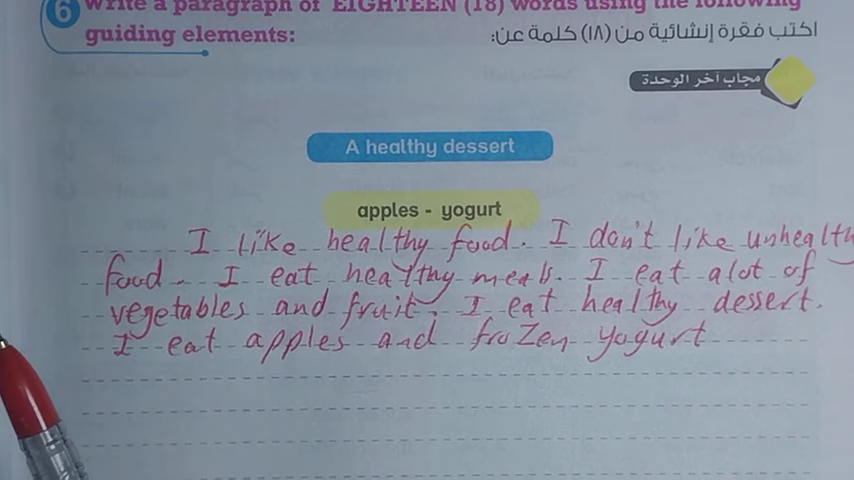 6 Write a paragraph of EIGHTEEN (18) words using the following
guiding elements:
اكتب فقرة إنشائية من (١٨) كلمة عن:
مجاب آخر الوحدة
A healthy dessert
apples - yogurt
I like healthy food. I don't like unhealthy
food. I eat healthy meals. I eat alot of
vegetables and fruit. I eat healthy dessert.
I eat apples and frozen yogurt